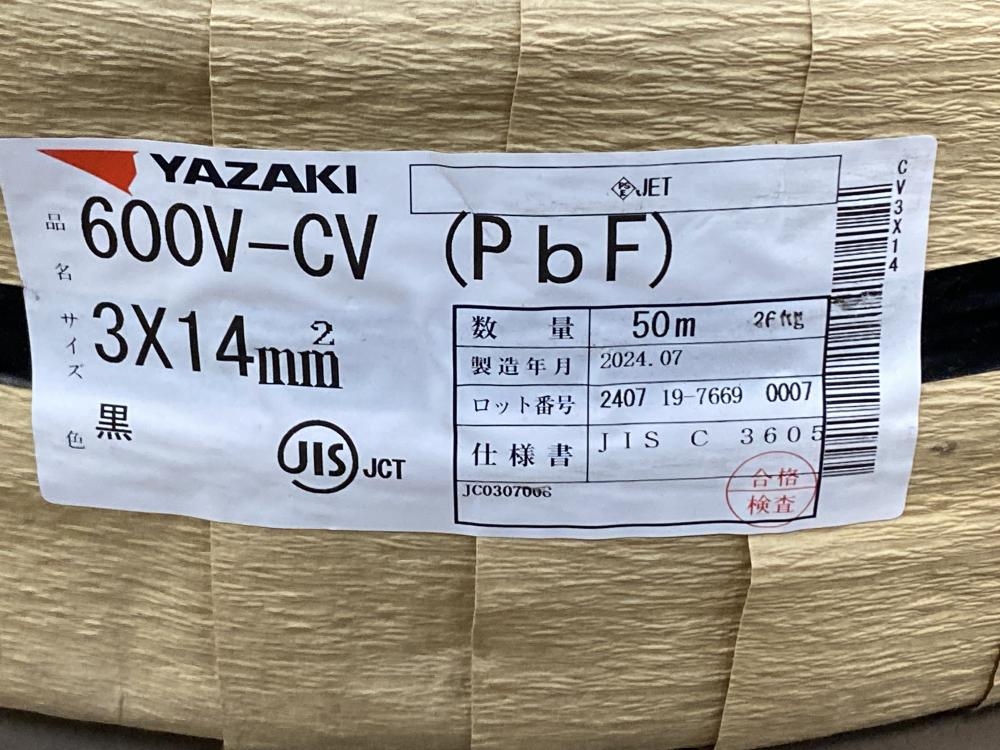 YAZAKI
PS E JET
CV3X14
品名 600V-CV (PbF)
サイズ 3X14mm²
色 黒
JIS JCT
数量 50m
製造年月 2024.07
ロット番号 2407 19-7669 0007
仕様書 JIS C 3605
合格
検査